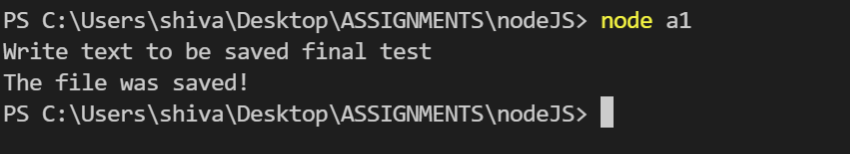 PS C:\Users\shiva\Desktop\ASSIGNMENTS\nodeJS> node a1
Write text to be saved final test
The file was saved!
PS C:\Users\shiva\Desktop\ASSIGNMENTS\nodeJS>